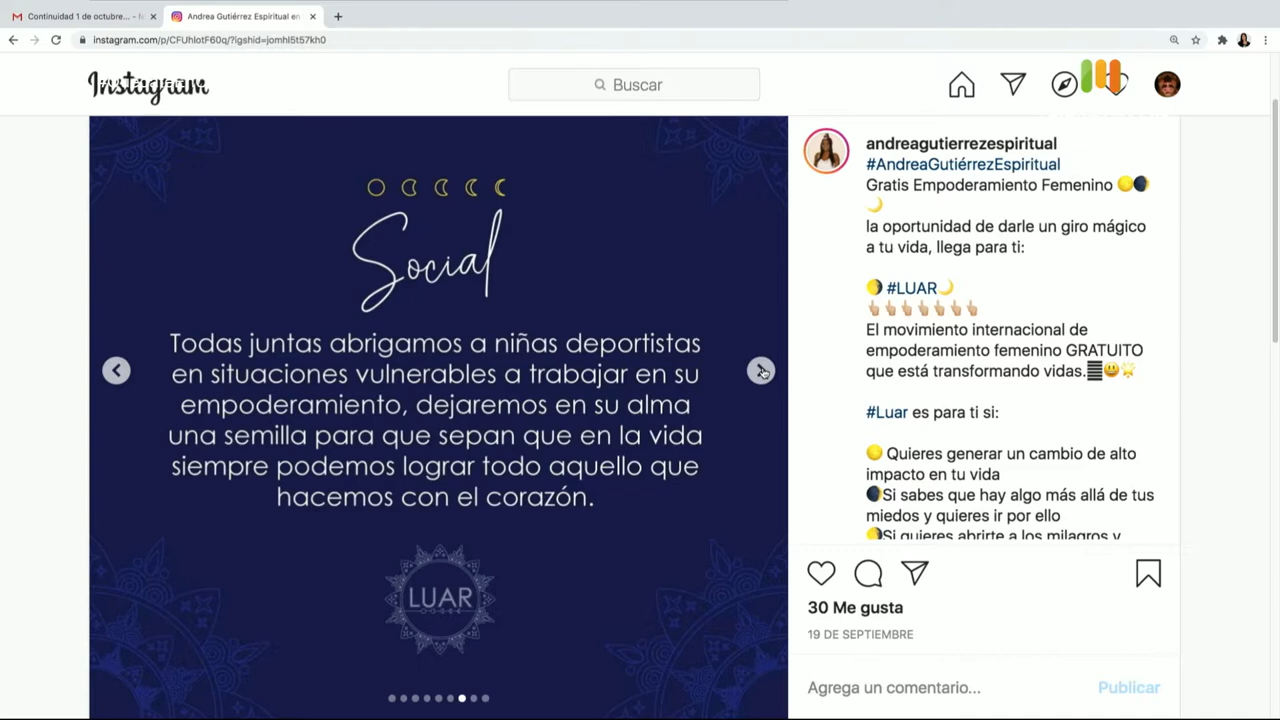 Continuidad 1 de octubre... -
Andrea Gutiérrez Espiritual en
instagram.com/p/CFUhlotF60q/?igshid=jomhl5t57kh0
Instagram
Buscar
Social
Todas juntas abrigamos a niñas deportistas
en situaciones vulnerables a trabajar en su
empoderamiento, dejaremos en su alma
una semilla para que sepan que en la vida
siempre podemos lograr todo aquello que
hacemos con el corazón.
LUAR
andreagutierrezespiritual
#AndreaGutiérrezEspiritual
Gratis Empoderamiento Femenino 🌕🌒
🌙
la oportunidad de darle un giro mágico
a tu vida, llega para ti:
🌗 #LUAR🌙
👆🏼👆🏼👆🏼👆🏼👆🏼👆🏼👆🏼
El movimiento internacional de
empoderamiento femenino GRATUITO
que está transformando vidas.😃🌟
#Luar es para ti si:
🌕 Quieres generar un cambio de alto
impacto en tu vida
🌒Si sabes que hay algo más allá de tus
miedos y quieres ir por ello
🌗Si quieres abrirte a los milagros y
30 Me gusta
19 DE SEPTIEMBRE
Agrega un comentario... Publicar